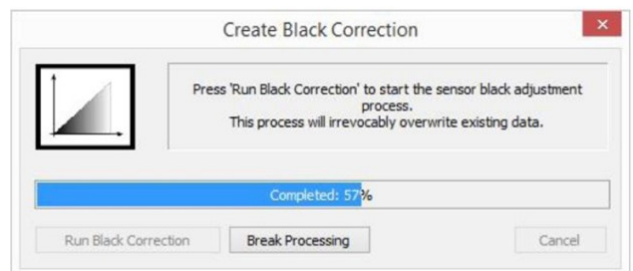 Create Black Correction
Press 'Run Black Correction' to start the sensor black adjustment
process.
This process will irrevocably overwrite existing data.
Completed: 57%
Run Black Correction
Break Processing
Cancel